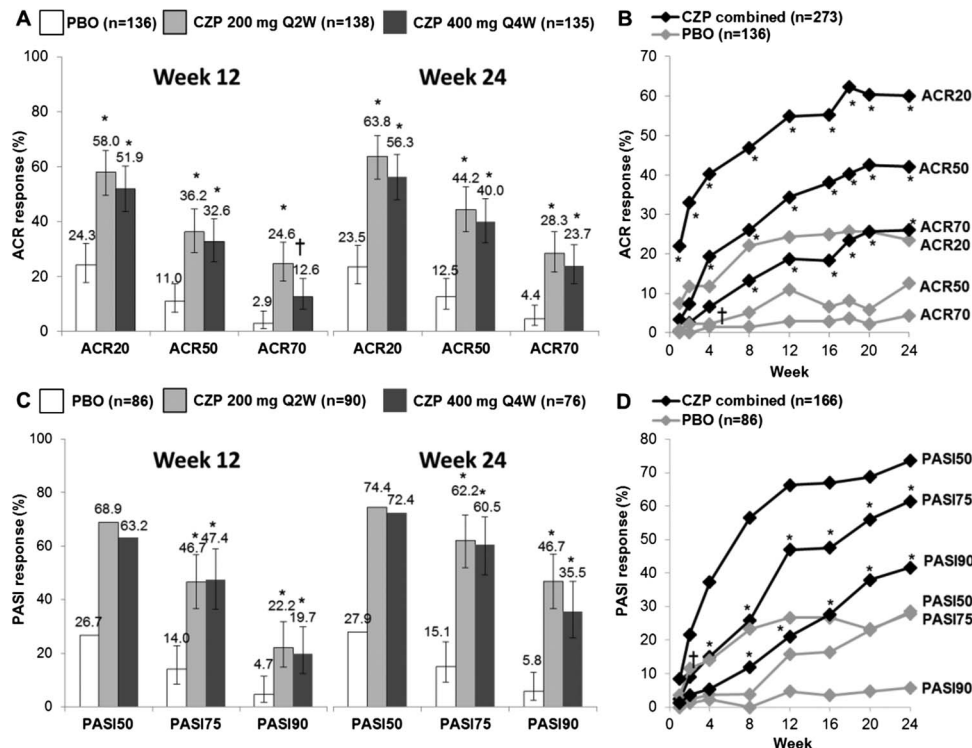 A
PBO (n=136) CZP 200 mg Q2W (n=138) CZP 400 mg Q4W (n=135)
Week 12 Week 24
ACR response (%)
100
80
60
40
20
0
24.3 * 58.0 * 51.9
11.0 * 36.2 * 32.6
2.9 * 24.6 † 12.6
23.5 * 63.8 * 56.3
12.5 * 44.2 * 40.0
4.4 * 28.3 * 23.7
ACR20 ACR50 ACR70 ACR20 ACR50 ACR70
B
CZP combined (n=273)
PBO (n=136)
ACR response (%)
70
60
50
40
30
20
10
0
* * * * * * * *
* * * * * *
* * * * *
†
ACR20
ACR50
ACR70
ACR20
ACR50
ACR70
0 4 8 12 16 20 24
Week
C
PBO (n=86) CZP 200 mg Q2W (n=90) CZP 400 mg Q4W (n=76)
Week 12 Week 24
PASI response (%)
100
80
60
40
20
0
26.7 68.9 63.2
14.0 * 46.7 * 47.4
4.7 * 22.2 * 19.7
27.9 74.4 72.4
15.1 * 62.2 * 60.5
5.8 * 46.7 * 35.5
PASI50 PASI75 PASI90 PASI50 PASI75 PASI90
D
CZP combined (n=166)
PBO (n=86)
PASI response (%)
80
70
60
50
40
30
20
10
0
* * * * * *
* * * * *
†
PASI50
PASI75
PASI90
PASI50
PASI75
PASI90
0 4 8 12 16 20 24
Week